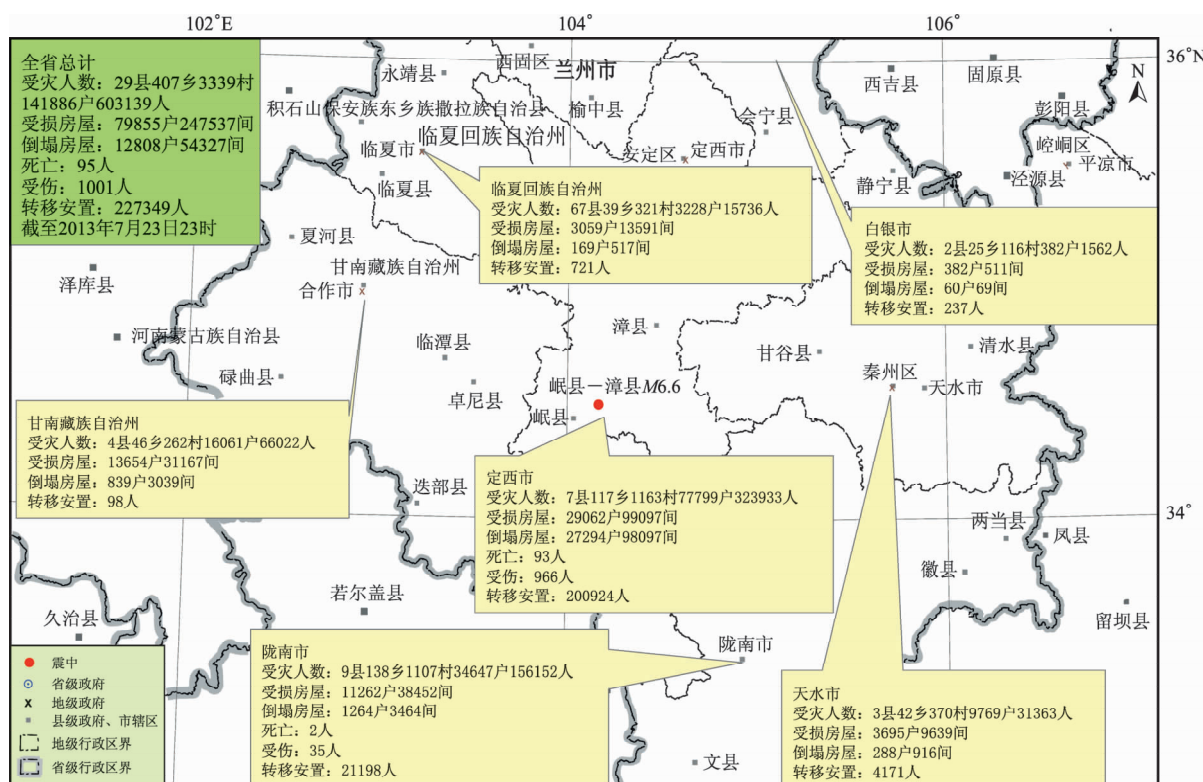 102°E
104°
106°
36°N
34°
N
全省总计
受灾人数：29县407乡3339村
141886户603139人
受损房屋：79855户247537间
倒塌房屋：12808户54327间
死亡：95人
受伤：1001人
转移安置：227349人
截至2013年7月23日23时
西固区
兰州市
永靖县
榆中县
积石山保安族东乡族撒拉族自治县
临夏回族自治州
临夏市
临夏县
会宁县
安定区
定西市
西吉县
固原县
彭阳县
崆峒区
平凉市
静宁县
泾源县
临夏回族自治州
受灾人数：67县39乡321村3228户15736人
受损房屋：3059户13591间
倒塌房屋：169户517间
转移安置：721人
白银市
受灾人数：2县25乡116村382户1562人
受损房屋：382户511间
倒塌房屋：60户69间
转移安置：237人
夏河县
甘南藏族自治州
合作市
泽库县
河南蒙古族自治县
碌曲县
临潭县
卓尼县
漳县
岷县－漳县M6.6
岷县
甘谷县
清水县
秦州区
天水市
甘南藏族自治州
受灾人数：4县46乡262村16061户66022人
受损房屋：13654户31167间
倒塌房屋：839户3039间
转移安置：98人
定西市
受灾人数：7县117乡1163村77799户323933人
受损房屋：29062户99097间
倒塌房屋：27294户98097间
死亡：93人
受伤：966人
转移安置：200924人
迭部县
两当县
凤县
徽县
留坝县
若尔盖县
久治县
陇南市
文县
陇南市
受灾人数：9县138乡1107村34647户156152人
受损房屋：11262户38452间
倒塌房屋：1264户3464间
死亡：2人
受伤：35人
转移安置：21198人
天水市
受灾人数：3县42乡370村9769户31363人
受损房屋：3695户9639间
倒塌房屋：288户916间
转移安置：4171人
震中
省级政府
x 地级政府
县级政府、市辖区
地级行政区界
省级行政区界